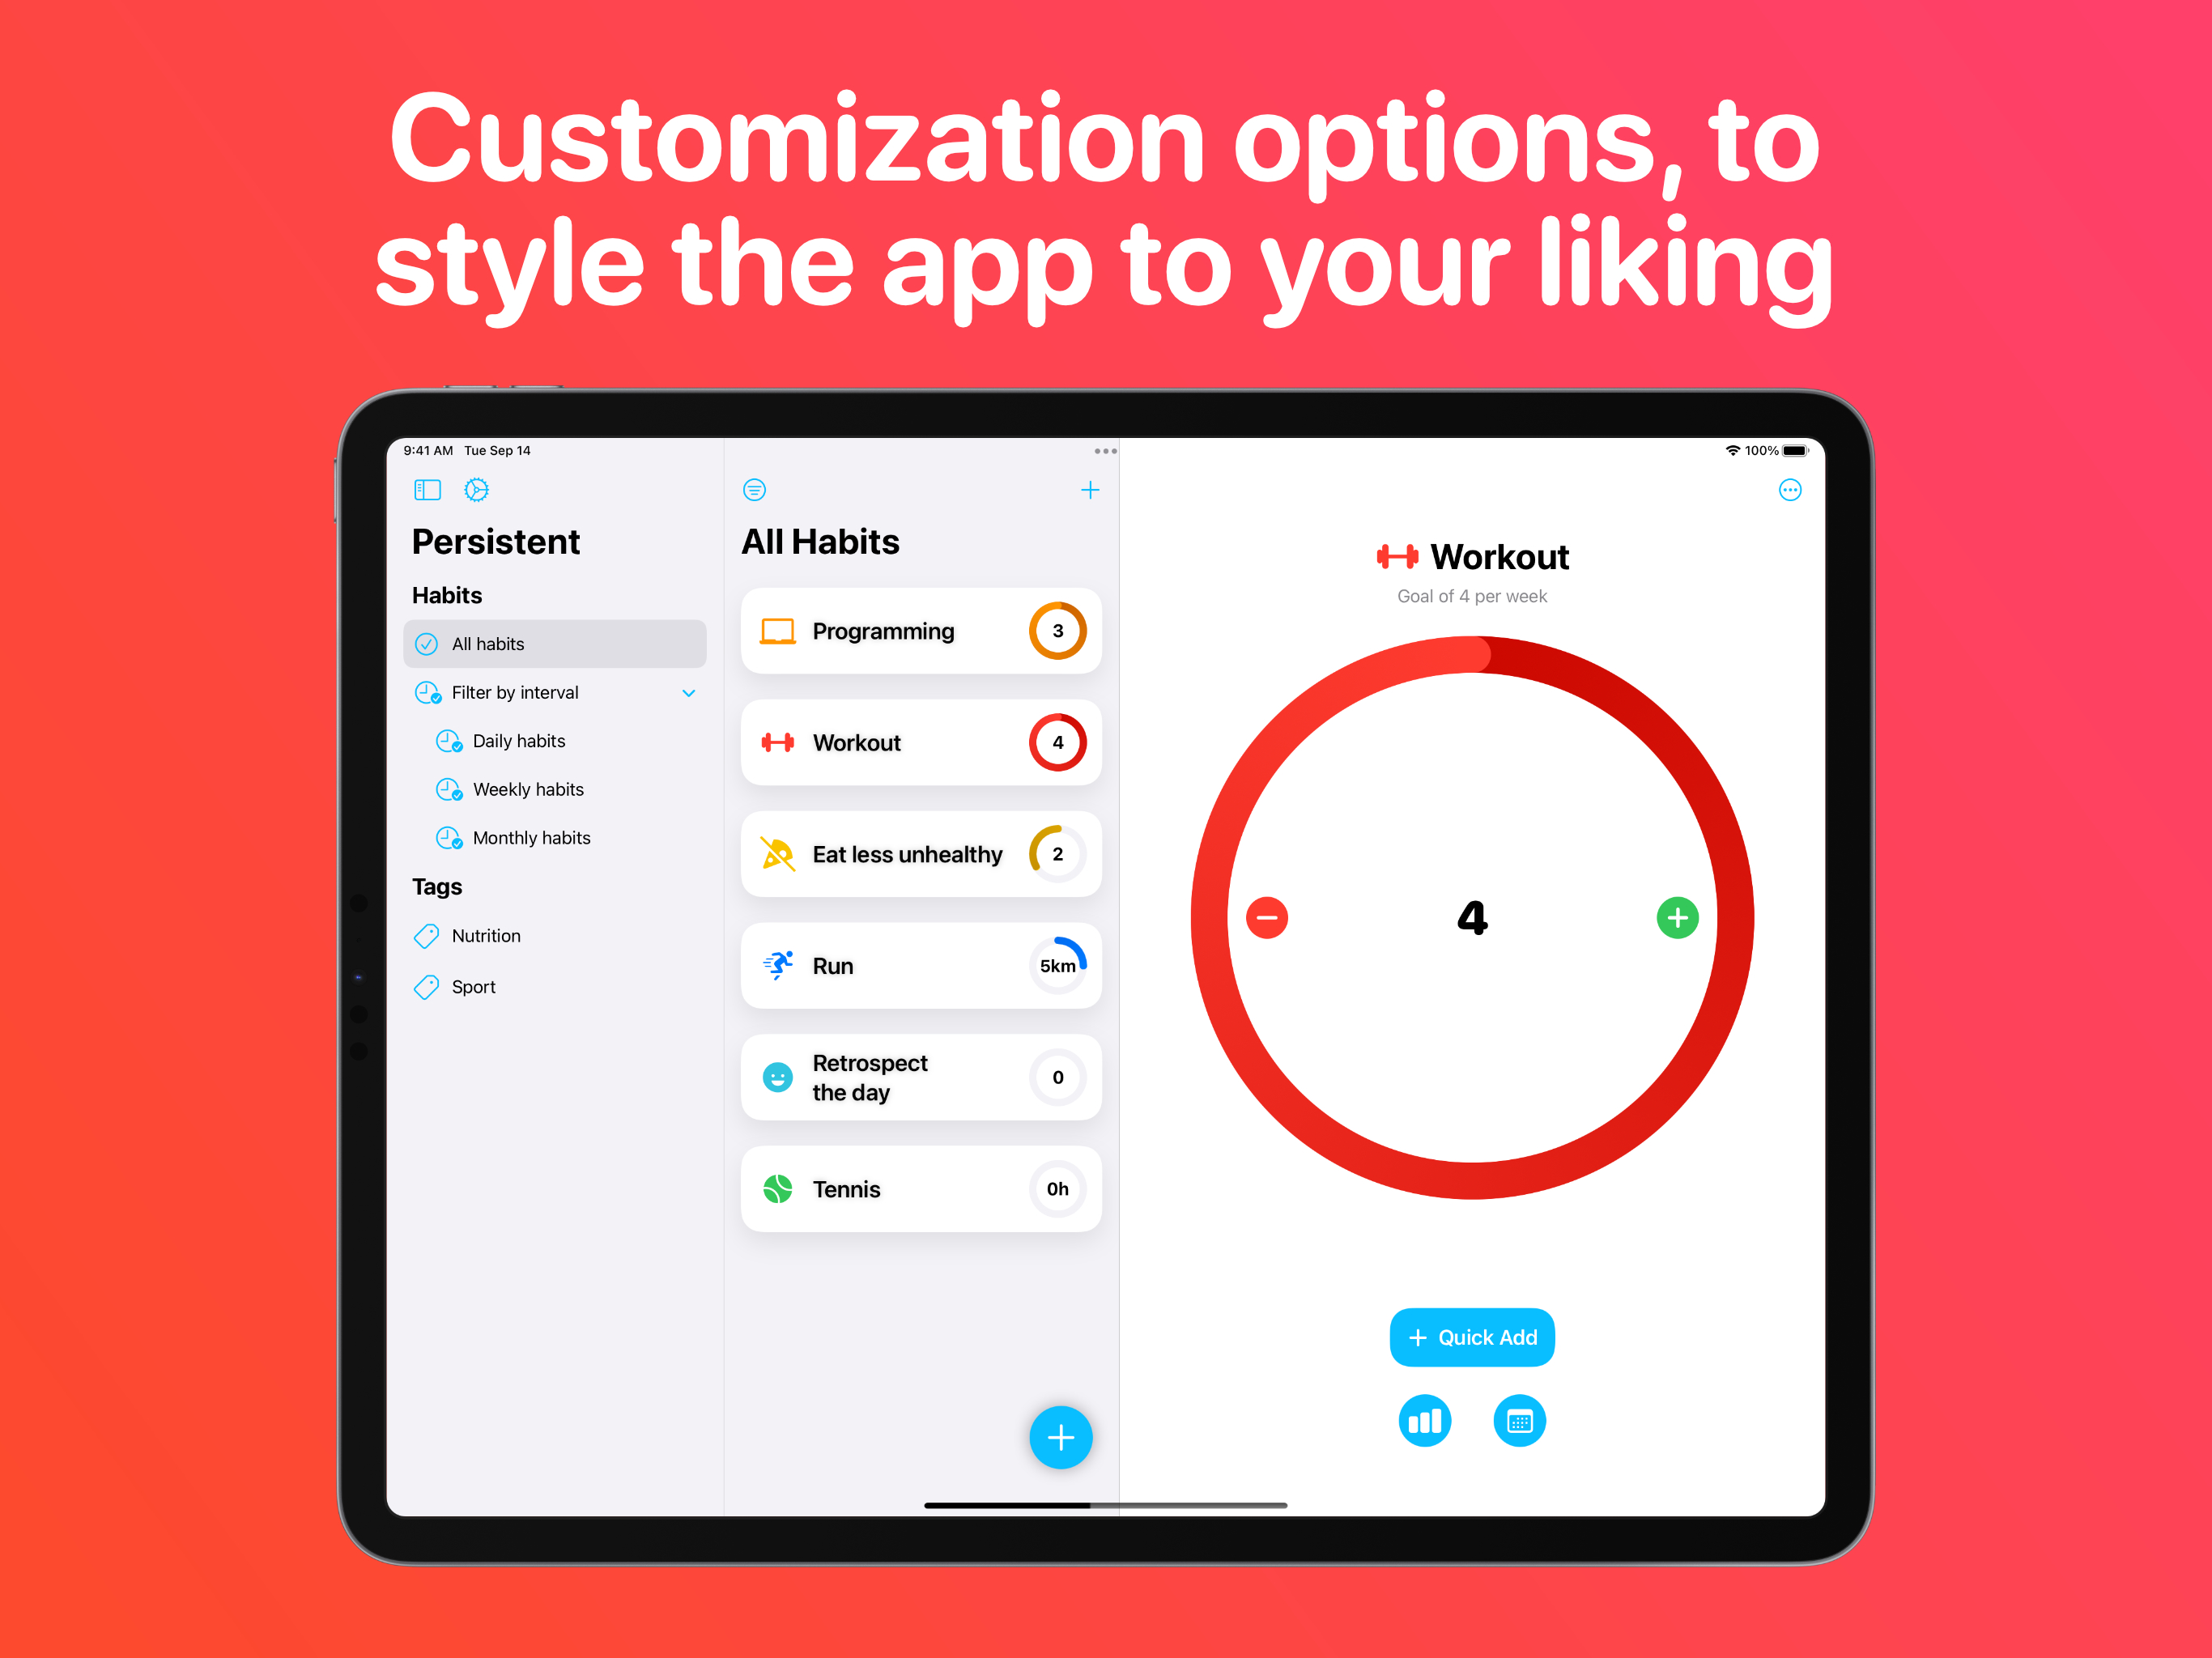 Customization options, to
style the app to your liking
9:41 AM Tue Sep 14
100%
Persistent
Habits
All habits
Filter by interval
Daily habits
Weekly habits
Monthly habits
Tags
Nutrition
Sport
All Habits
Programming
3
Workout
4
Eat less unhealthy
2
Run
5km
Retrospect
the day
0
Tennis
0h
Workout
Goal of 4 per week
4
Quick Add